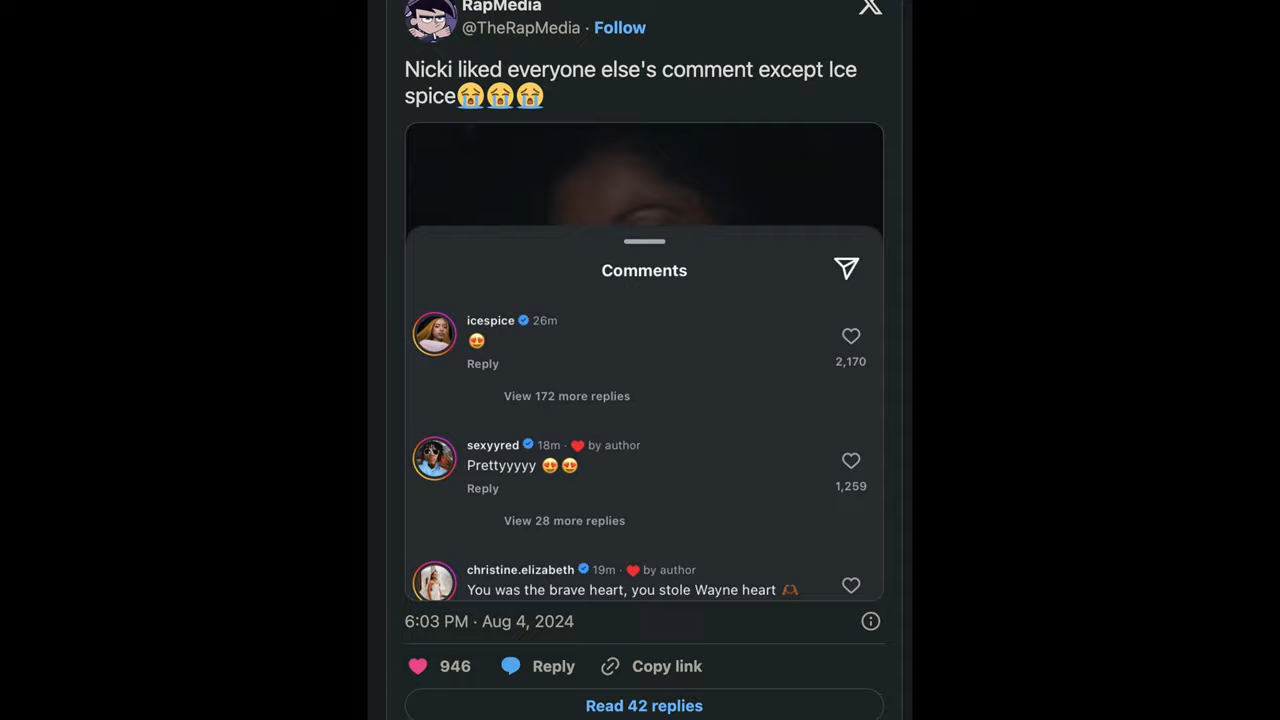 RapMedia
@TheRapMedia · Follow
Nicki liked everyone else's comment except Ice
spice😭😭😭
Comments
icespice 26m
😍
Reply
2,170
View 172 more replies
sexyyred 18m · ❤️ by author
Prettyyyyy 😍😍
Reply
1,259
View 28 more replies
christine.elizabeth 19m · ❤️ by author
You was the brave heart, you stole Wayne heart 🫶🏾
6:03 PM · Aug 4, 2024
946 Reply Copy link
Read 42 replies